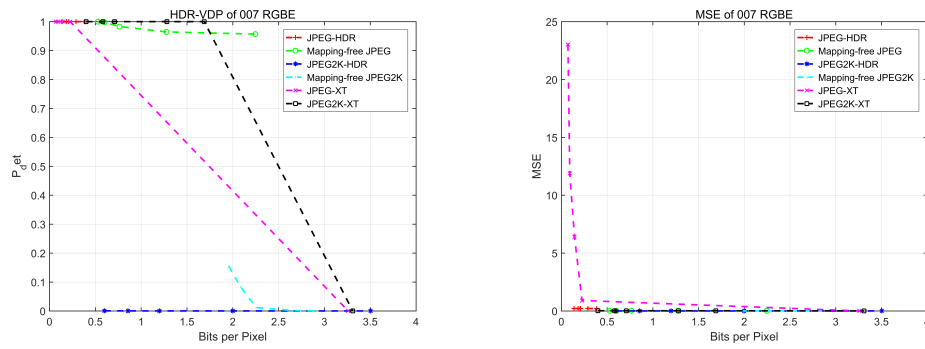 HDR-VDP of 007 RGBE
1
0.9
0.8
0.7
0.6
0.5
0.4
0.3
0.2
0.1
0
P_det
JPEG-HDR
Mapping-free JPEG
JPEG2K-HDR
Mapping-free JPEG2K
JPEG-XT
JPEG2K-XT
0 0.5 1 1.5 2 2.5 3 3.5 4
Bits per Pixel
MSE of 007 RGBE
25
20
15
10
5
0
MSE
JPEG-HDR
Mapping-free JPEG
JPEG2K-HDR
Mapping-free JPEG2K
JPEG-XT
JPEG2K-XT
0 0.5 1 1.5 2 2.5 3 3.5 4
Bits per Pixel